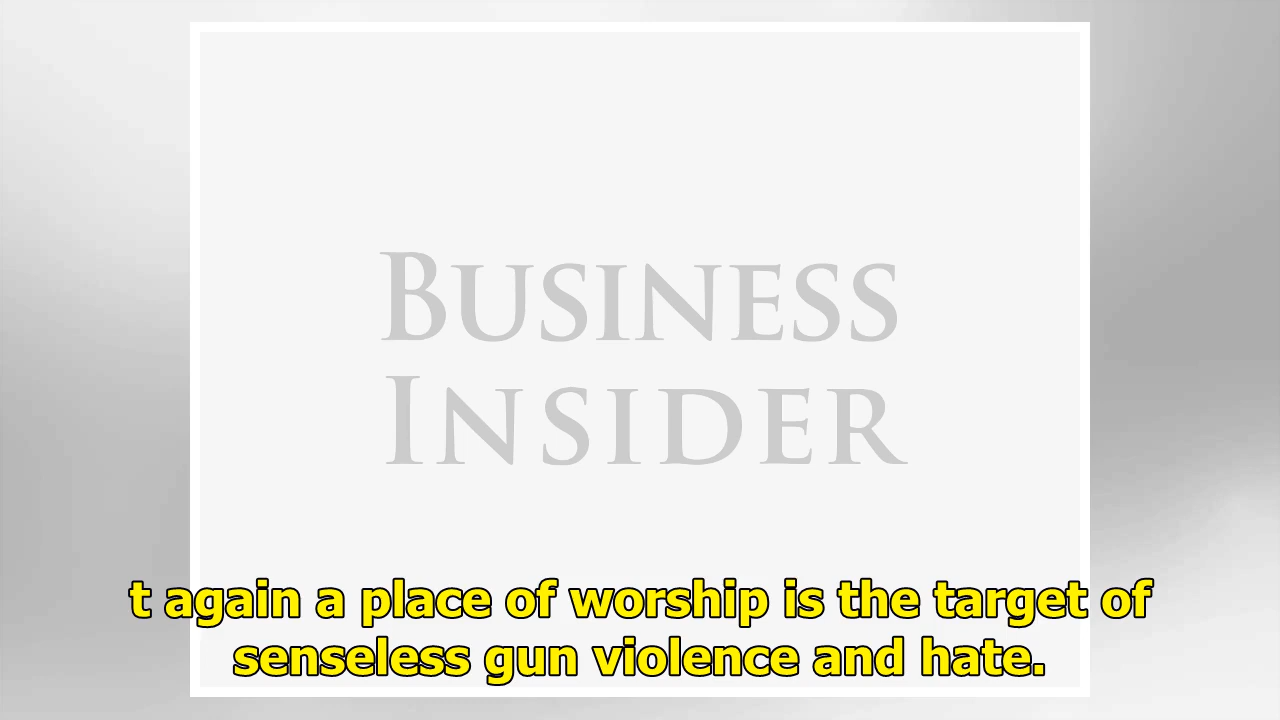 BUSINESS
INSIDER
t again a place of worship is the target of
senseless gun violence and hate.